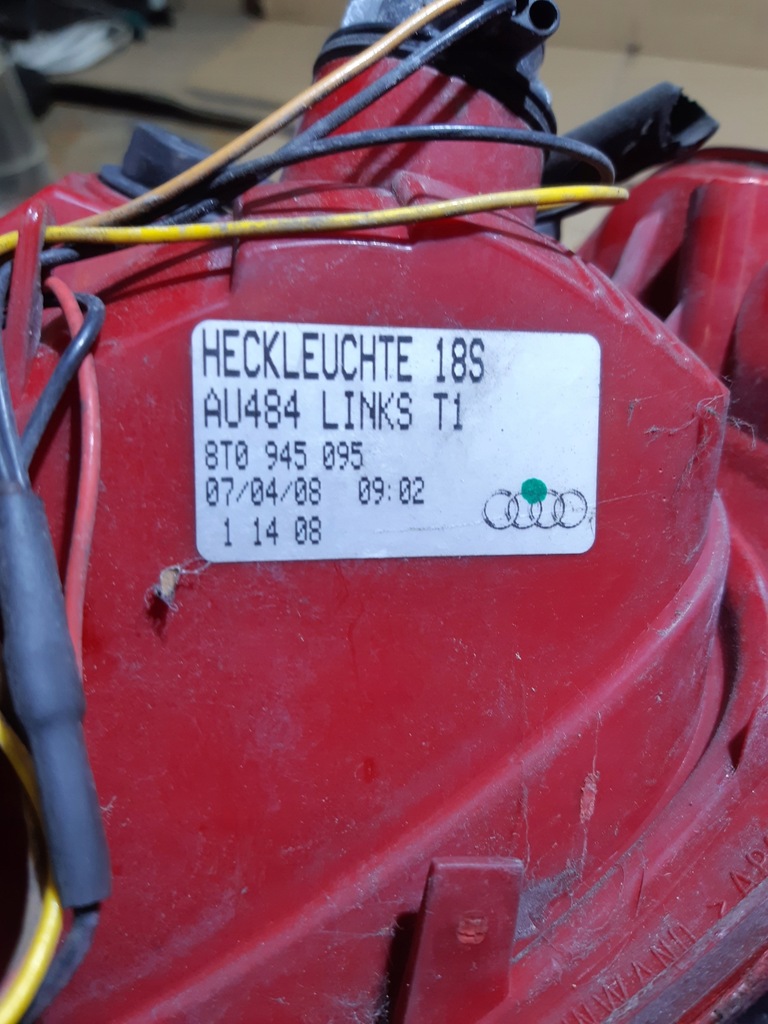 HECKLEUCHTE 18S
AU484 LINKS T1
8T0 945 095
07/04/08 09:02
1 14 08